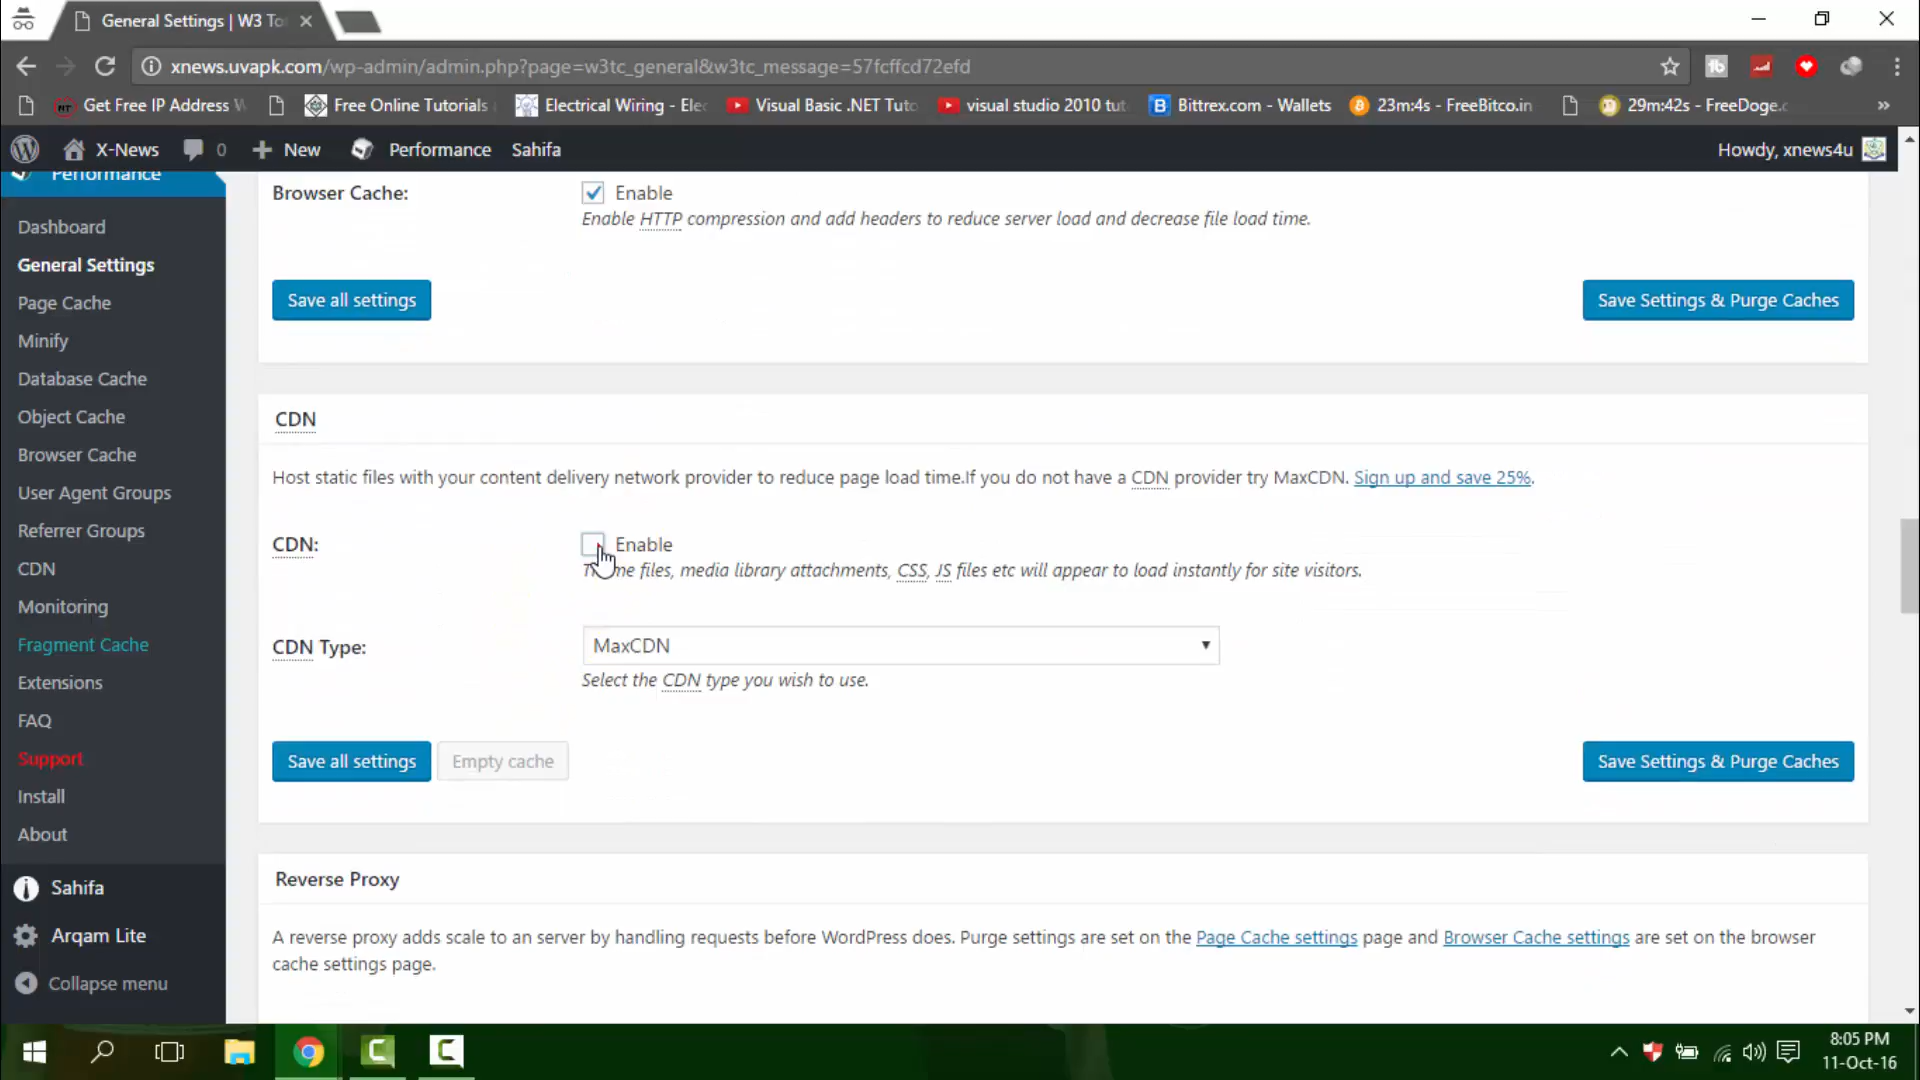 General Settings | W3 To
xnews.uvapk.com/wp-admin/admin.php?page=w3tc_general&w3tc_message=57fcffcd72efd
Get Free IP Address
Free Online Tutorials
Electrical Wiring - Ele
Visual Basic .NET Tuto
visual studio 2010 tut
Bittrex.com - Wallets
23m:4s - FreeBitco.in
29m:42s - FreeDoge.
X-News
0
New
Performance
Sahifa
Howdy, xnews4u
Performance
Dashboard
General Settings
Page Cache
Minify
Database Cache
Object Cache
Browser Cache
User Agent Groups
Referrer Groups
CDN
Monitoring
Fragment Cache
Extensions
FAQ
Support
Install
About
Sahifa
Arqam Lite
Collapse menu
Browser Cache:
Enable
Enable HTTP compression and add headers to reduce server load and decrease file load time.
Save all settings
Save Settings & Purge Caches
CDN
Host static files with your content delivery network provider to reduce page load time.If you do not have a CDN provider try MaxCDN. Sign up and save 25%.
CDN:
Enable
Theme files, media library attachments, CSS, JS files etc will appear to load instantly for site visitors.
CDN Type:
MaxCDN
Select the CDN type you wish to use.
Save all settings
Empty cache
Save Settings & Purge Caches
Reverse Proxy
A reverse proxy adds scale to an server by handling requests before WordPress does. Purge settings are set on the Page Cache settings page and Browser Cache settings are set on the browser
cache settings page.
8:05 PM
11-Oct-16